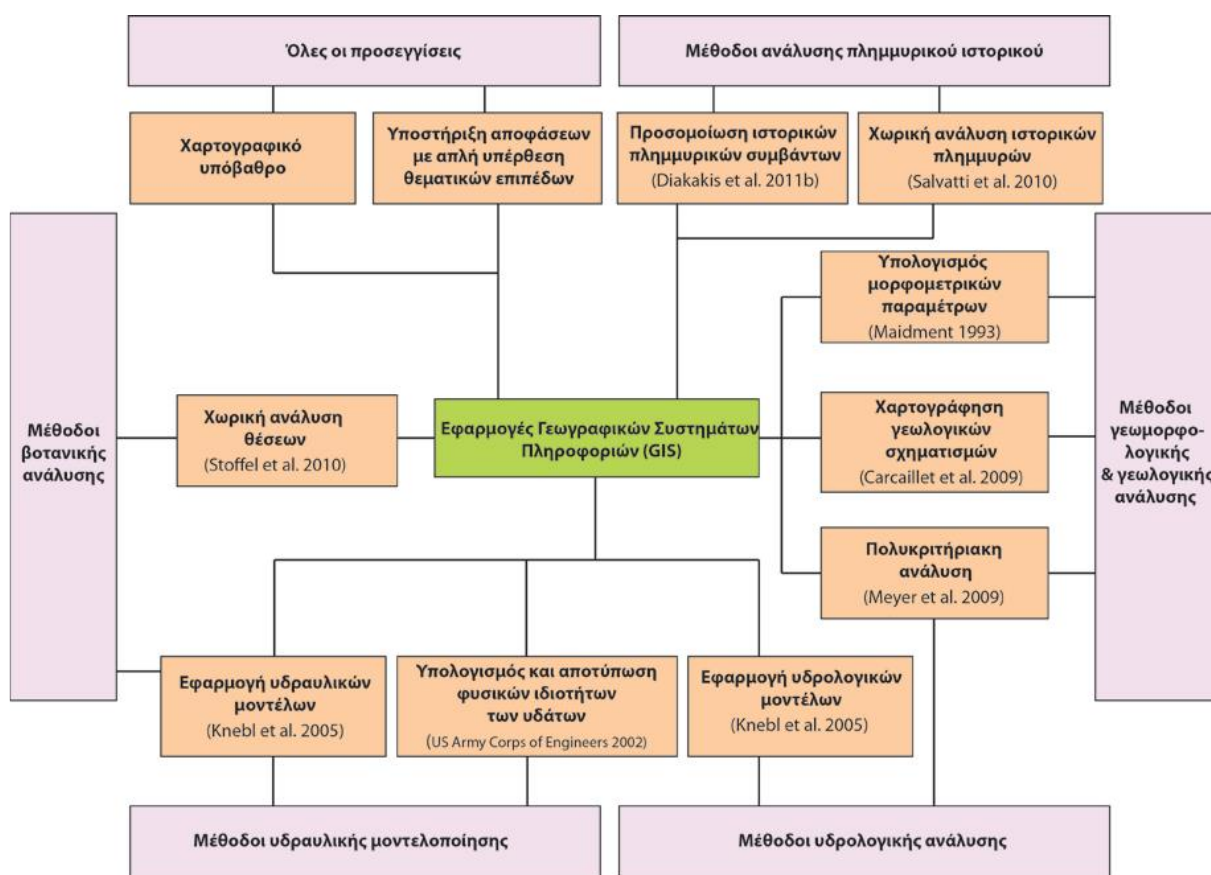 Όλες οι προσεγγίσεις
Μέθοδοι ανάλυσης πλημμυρικού ιστορικού
Χαρτογραφικό
υπόβαθρο
Υποστήριξη αποφάσεων
με απλή υπέρθεση
θεματικών επιπέδων
Προσομοίωση ιστορικών
πλημμυρικών συμβάντων
(Diakakis et al. 2011b)
Χωρική ανάλυση ιστορικών
πλημμυρών
(Salvatti et al. 2010)
Υπολογισμός
μορφομετρικών
παραμέτρων
(Maidment 1993)
Μέθοδοι
βοτανικής
ανάλυσης
Χωρική ανάλυση
θέσεων
(Stoffel et al. 2010)
Εφαρμογές Γεωγραφικών Συστημάτων
Πληροφοριών (GIS)
Χαρτογράφηση
γεωλογικών
σχηματισμών
(Carcaillet et al. 2009)
Μέθοδοι
γεωμορφο-
λογικής
& γεωλογικής
ανάλυσης
Πολυκριτήριακη
ανάλυση
(Meyer et al. 2009)
Εφαρμογή υδραυλικών
μοντέλων
(Knebl et al. 2005)
Υπολογισμός και αποτύπωση
φυσικών ιδιοτήτων
των υδάτων
(US Army Corps of Engineers 2002)
Εφαρμογή υδρολογικών
μοντέλων
(Knebl et al. 2005)
Μέθοδοι υδραυλικής μοντελοποίησης
Μέθοδοι υδρολογικής ανάλυσης